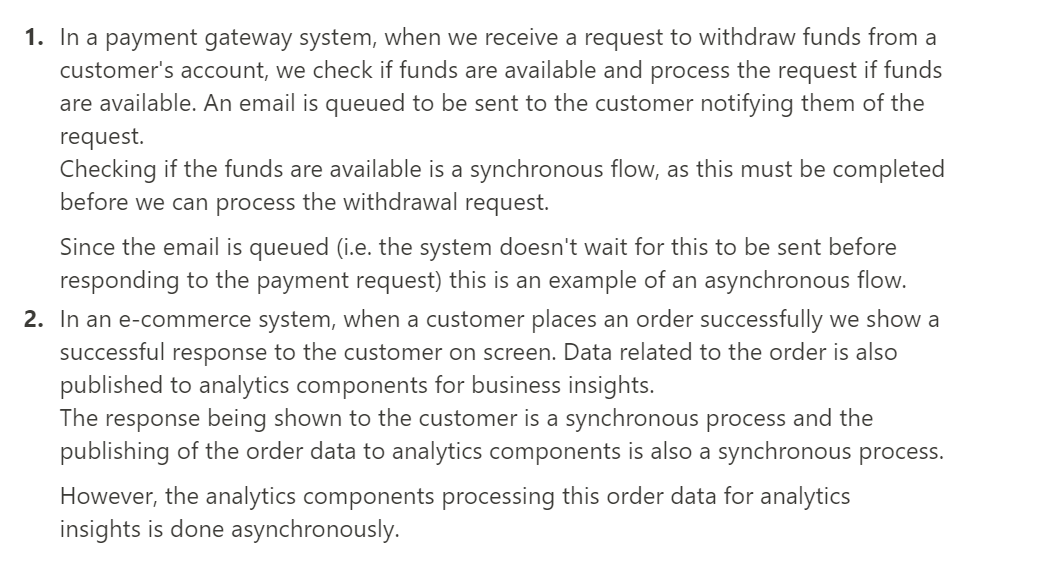 1. In a payment gateway system, when we receive a request to withdraw funds from a
customer's account, we check if funds are available and process the request if funds
are available. An email is queued to be sent to the customer notifying them of the
request.
Checking if the funds are available is a synchronous flow, as this must be completed
before we can process the withdrawal request.
Since the email is queued (i.e. the system doesn't wait for this to be sent before
responding to the payment request) this is an example of an asynchronous flow.
2. In an e-commerce system, when a customer places an order successfully we show a
successful response to the customer on screen. Data related to the order is also
published to analytics components for business insights.
The response being shown to the customer is a synchronous process and the
publishing of the order data to analytics components is also a synchronous process.
However, the analytics components processing this order data for analytics
insights is done asynchronously.